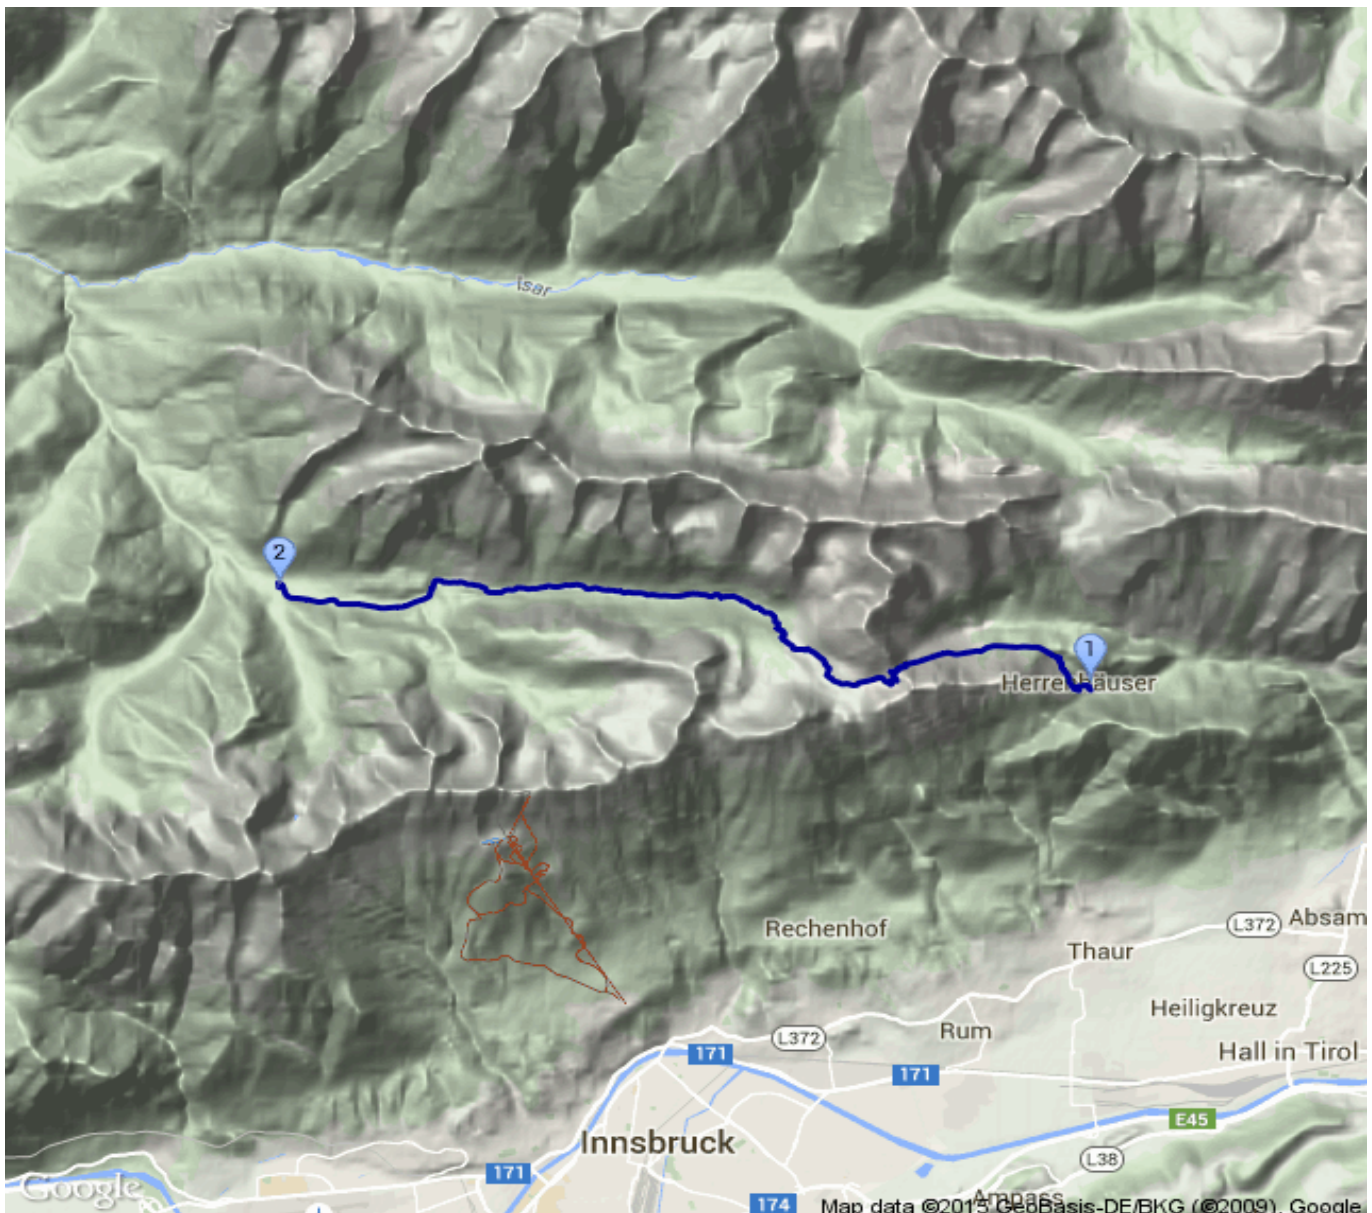 Isar
2
1
Herrenhäuser
Rechenhof
L372
Absam
Thaur
L225
Heiligkreuz
Rum
L372
171
Hall in Tirol
171
E45
Innsbruck
L38
171
Google
174
Ampass
Map data ©2015 GeoBasis-DE/BKG (©2009), Google